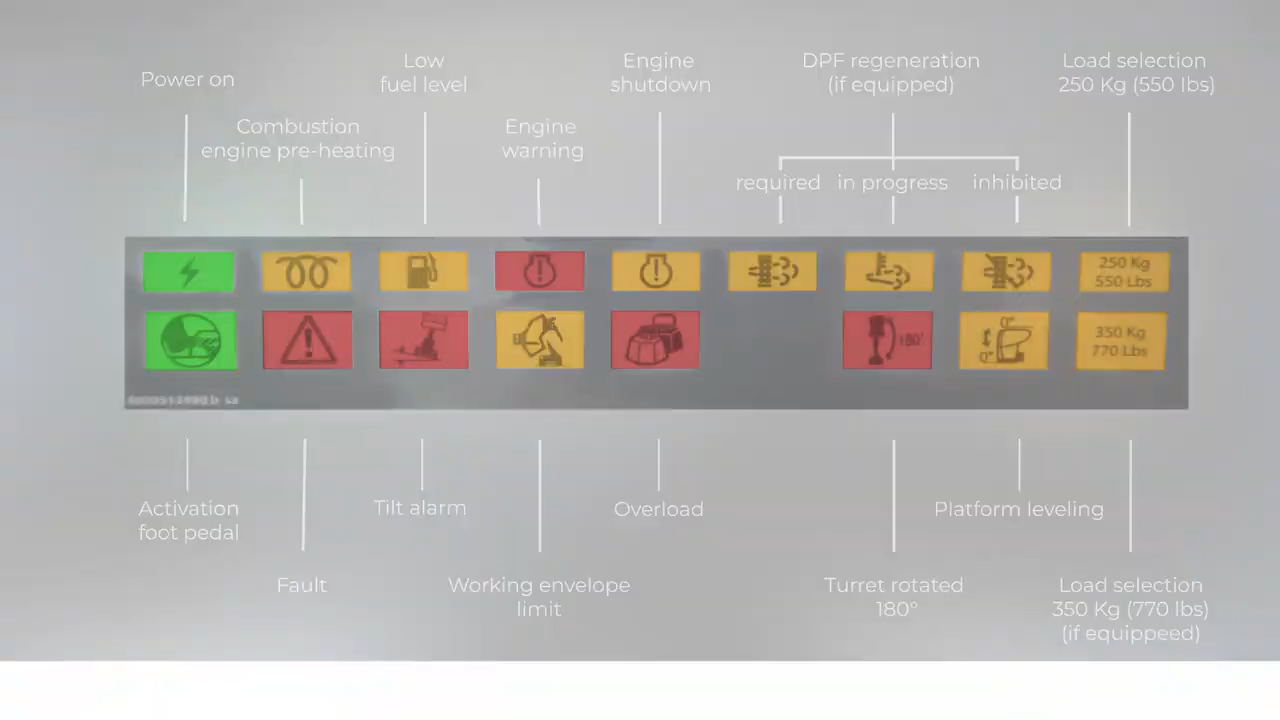 Power on
Combustion
engine pre-heating
Low
fuel level
Engine
warning
Engine
shutdown
DPF regeneration
(if equipped)
required in progress inhibited
Load selection
250 Kg (550 lbs)
250 Kg
550 Lbs
180°
0°
0°
350 Kg
770 Lbs
Activation
foot pedal
Fault
Tilt alarm
Working envelope
limit
Overload
Turret rotated
180°
Platform leveling
Load selection
350 Kg (770 lbs)
(if equippeed)